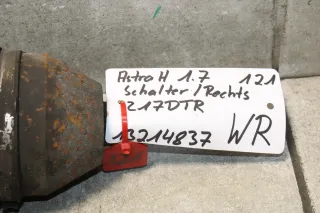 Astra H 1.7 121
Schalter/Rechts
Z17DTR
13214837 WR